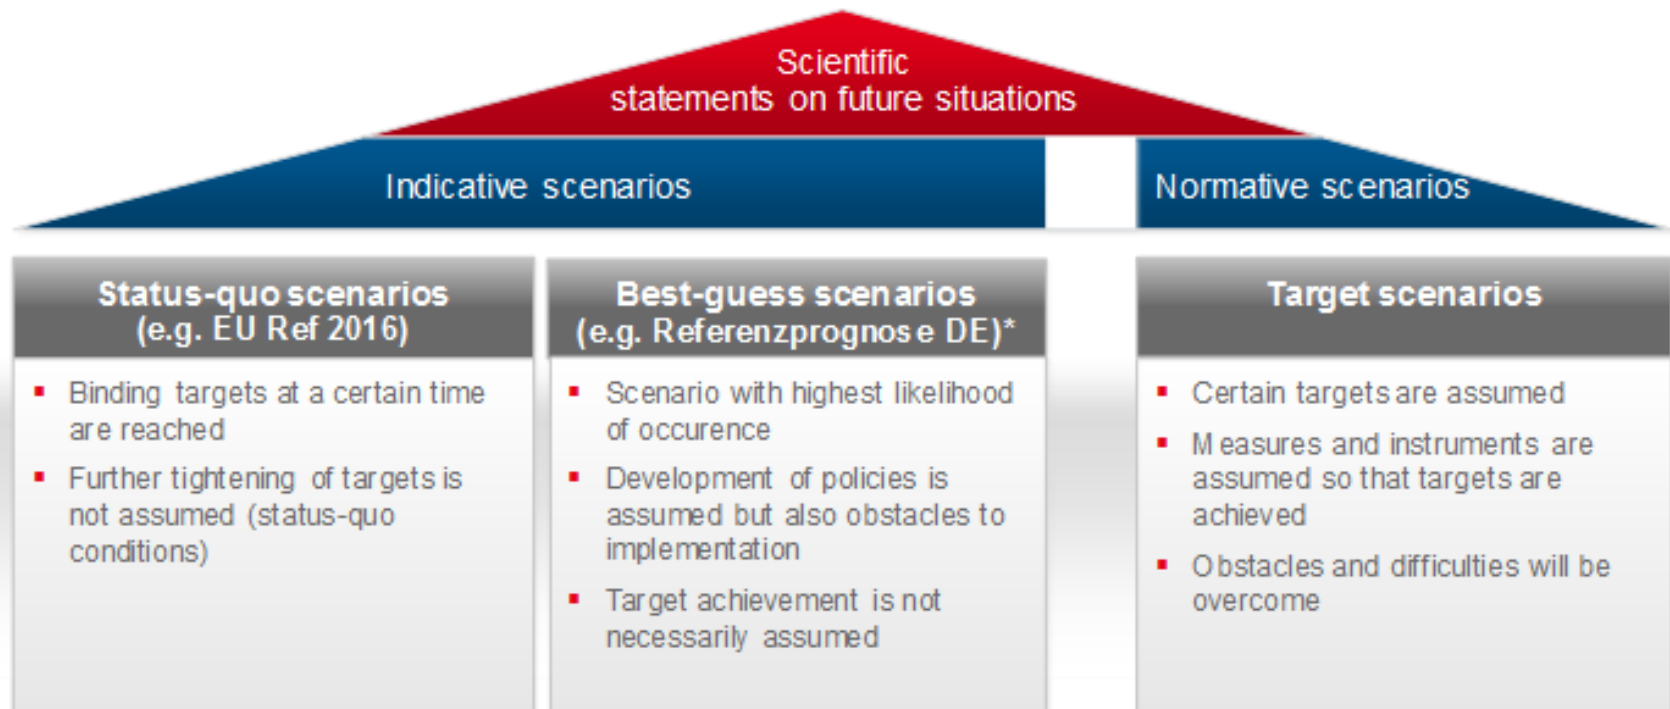 Scientific
statements on future situations
Indicative scenarios
Normative scenarios
Status-quo scenarios
(e.g. EU Ref 2016)
▪ Binding targets at a certain time
are reached
▪ Further tightening of targets is
not assumed (status-quo
conditions)
Best-guess scenarios
(e.g. Referenzprognose DE)*
▪ Scenario with highest likelihood
of occurence
▪ Development of policies is
assumed but also obstacles to
implementation
▪ Target achievement is not
necessarily assumed
Target scenarios
▪ Certain targets are assumed
▪ Measures and instruments are
assumed so that targets are
achieved
▪ Obstacles and difficulties will be
overcome